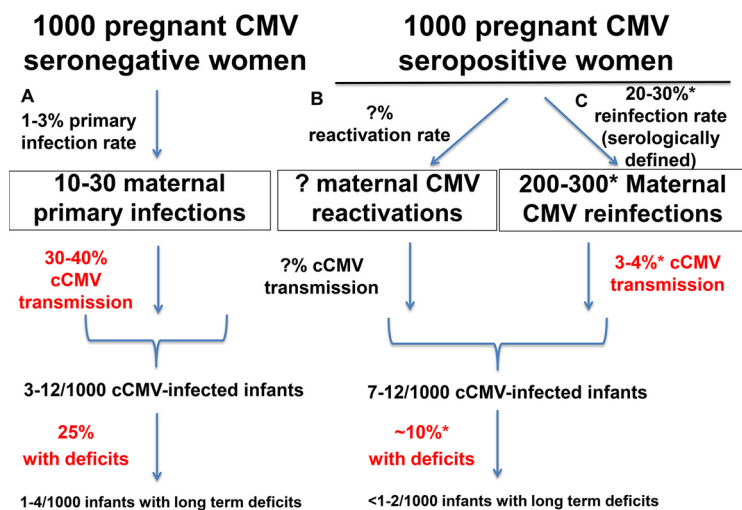 1000 pregnant CMV
seronegative women
A
1-3% primary
infection rate
10-30 maternal
primary infections
30-40%
cCMV
transmission
3-12/1000 cCMV-infected infants
25%
with deficits
1-4/1000 infants with long term deficits
1000 pregnant CMV
seropositive women
B
?%
reactivation rate
C
20-30%*
reinfection rate
(serologically
defined)
? maternal CMV
reactivations
200-300* Maternal
CMV reinfections
?% cCMV
transmission
3-4%* cCMV
transmission
7-12/1000 cCMV-infected infants
~10%*
with deficits
<1-2/1000 infants with long term deficits